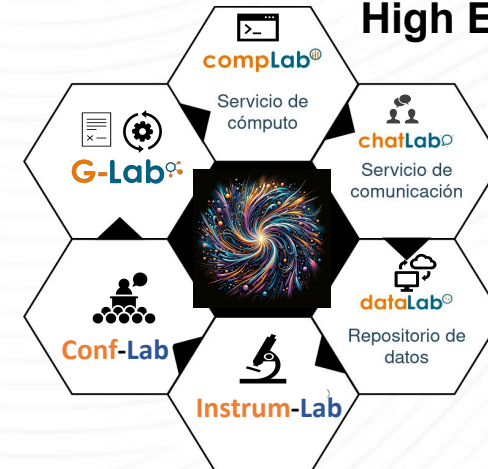 High E
compLab
Servicio de
cómputo
chatLab
Servicio de
comunicación
G-Lab
dataLab
Repositorio de
datos
Conf-Lab
Instrum-Lab